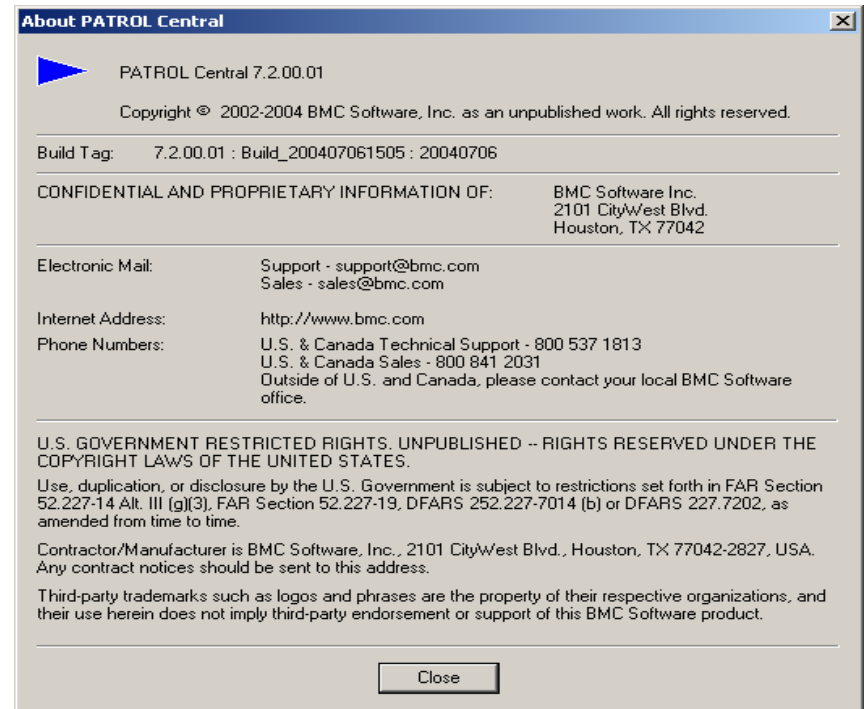 About PATROL Central
PATROL Central 7.2.00.01
Copyright © 2002-2004 BMC Software, Inc. as an unpublished work. All rights reserved.
Build Tag: 7.2.00.01 : Build_200407061505 : 20040706
CONFIDENTIAL AND PROPRIETARY INFORMATION OF: BMC Software Inc.
2101 CityWest Blvd.
Houston, TX 77042
Electronic Mail: Support - support@bmc.com
Sales - sales@bmc.com
Internet Address: http://www.bmc.com
Phone Numbers: U.S. & Canada Technical Support - 800 537 1813
U.S. & Canada Sales - 800 841 2031
Outside of U.S. and Canada, please contact your local BMC Software
office.
U.S. GOVERNMENT RESTRICTED RIGHTS. UNPUBLISHED -- RIGHTS RESERVED UNDER THE
COPYRIGHT LAWS OF THE UNITED STATES.
Use, duplication, or disclosure by the U.S. Government is subject to restrictions set forth in FAR Section
52.227-14 Alt. III (g)(3), FAR Section 52.227-19, DFARS 252.227-7014 (b) or DFARS 227.7202, as
amended from time to time.
Contractor/Manufacturer is BMC Software, Inc., 2101 CityWest Blvd., Houston, TX 77042-2827, USA.
Any contract notices should be sent to this address.
Third-party trademarks such as logos and phrases are the property of their respective organizations, and
their use herein does not imply third-party endorsement or support of this BMC Software product.
Close